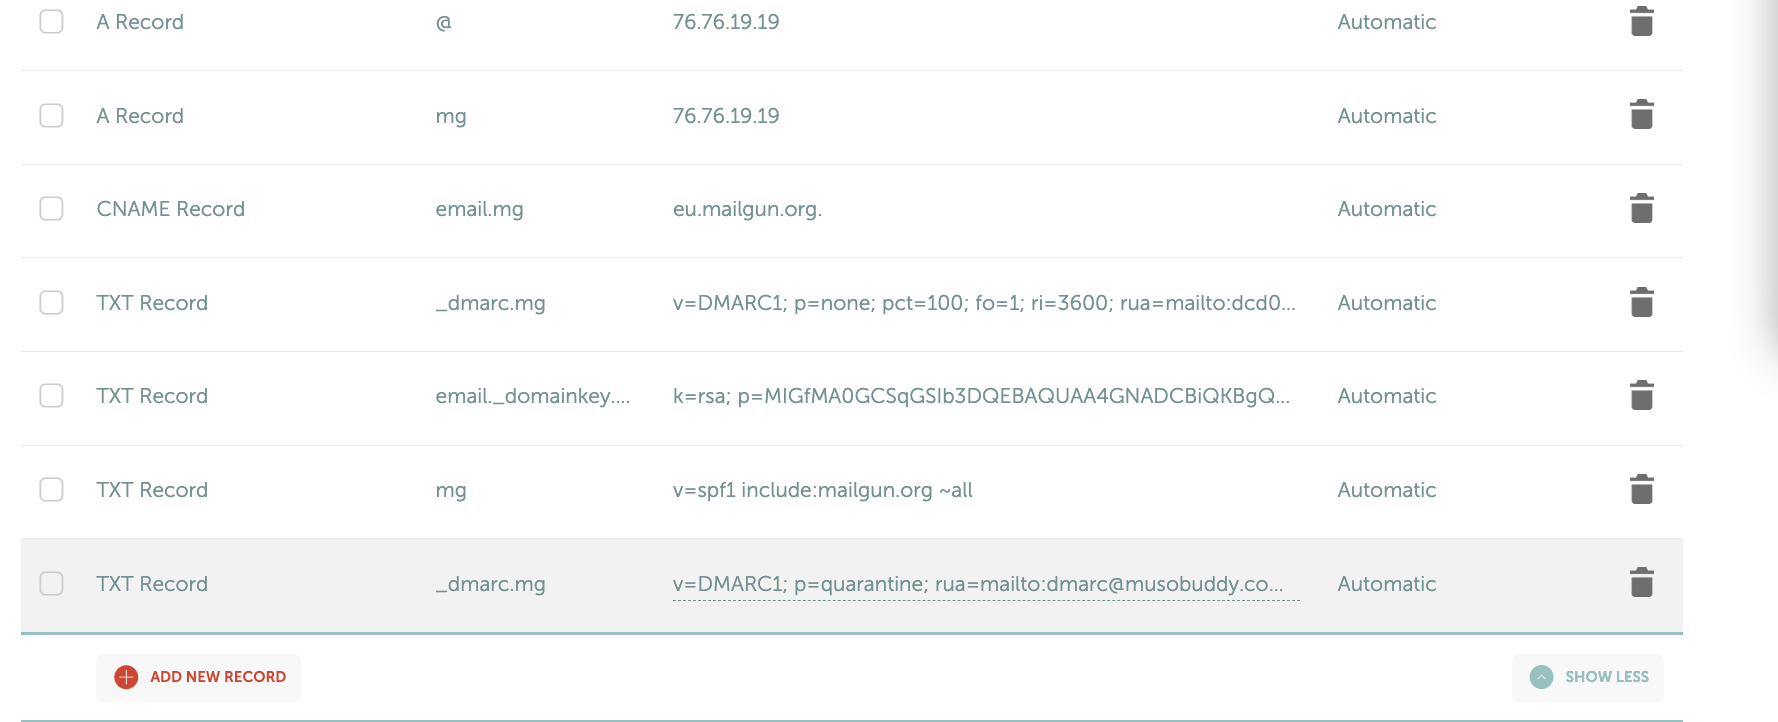 A Record @ 76.76.19.19 Automatic
A Record mg 76.76.19.19 Automatic
CNAME Record email.mg eu.mailgun.org. Automatic
TXT Record _dmarc.mg v=DMARC1; p=none; pct=100; fo=1; ri=3600; rua=mailto:dcd0... Automatic
TXT Record email._domainkey.... k=rsa; p=MIGfMA0GCSqGSIb3DQEBAQUAA4GNADCBiQKBgQ... Automatic
TXT Record mg v=spf1 include:mailgun.org ~all Automatic
TXT Record _dmarc.mg v=DMARC1; p=quarantine; rua=mailto:dmarc@musobuddy.co... Automatic
ADD NEW RECORD SHOW LESS